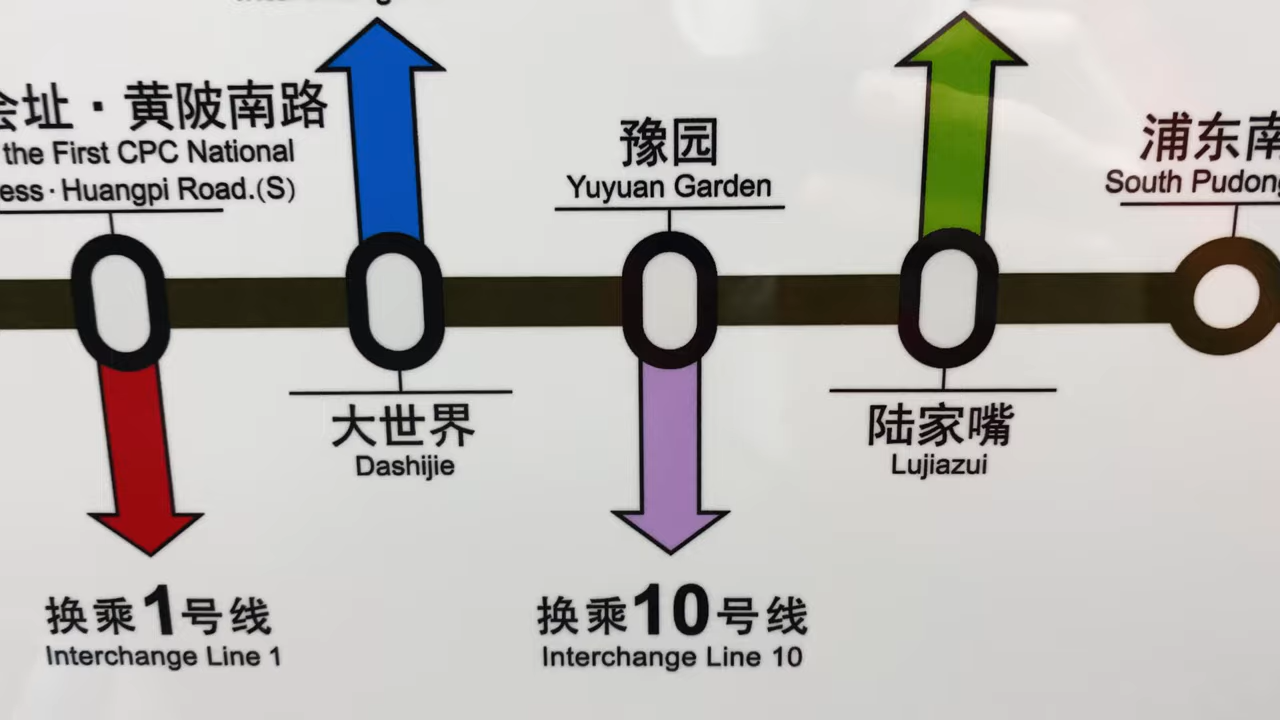 会址·黄陂南路
the First CPC National
ess·Huangpi Road.(S)
豫园
Yuyuan Garden
浦东南
South Pudong
大世界
Dashijie
陆家嘴
Lujiazui
换乘1号线
Interchange Line 1
换乘10号线
Interchange Line 10